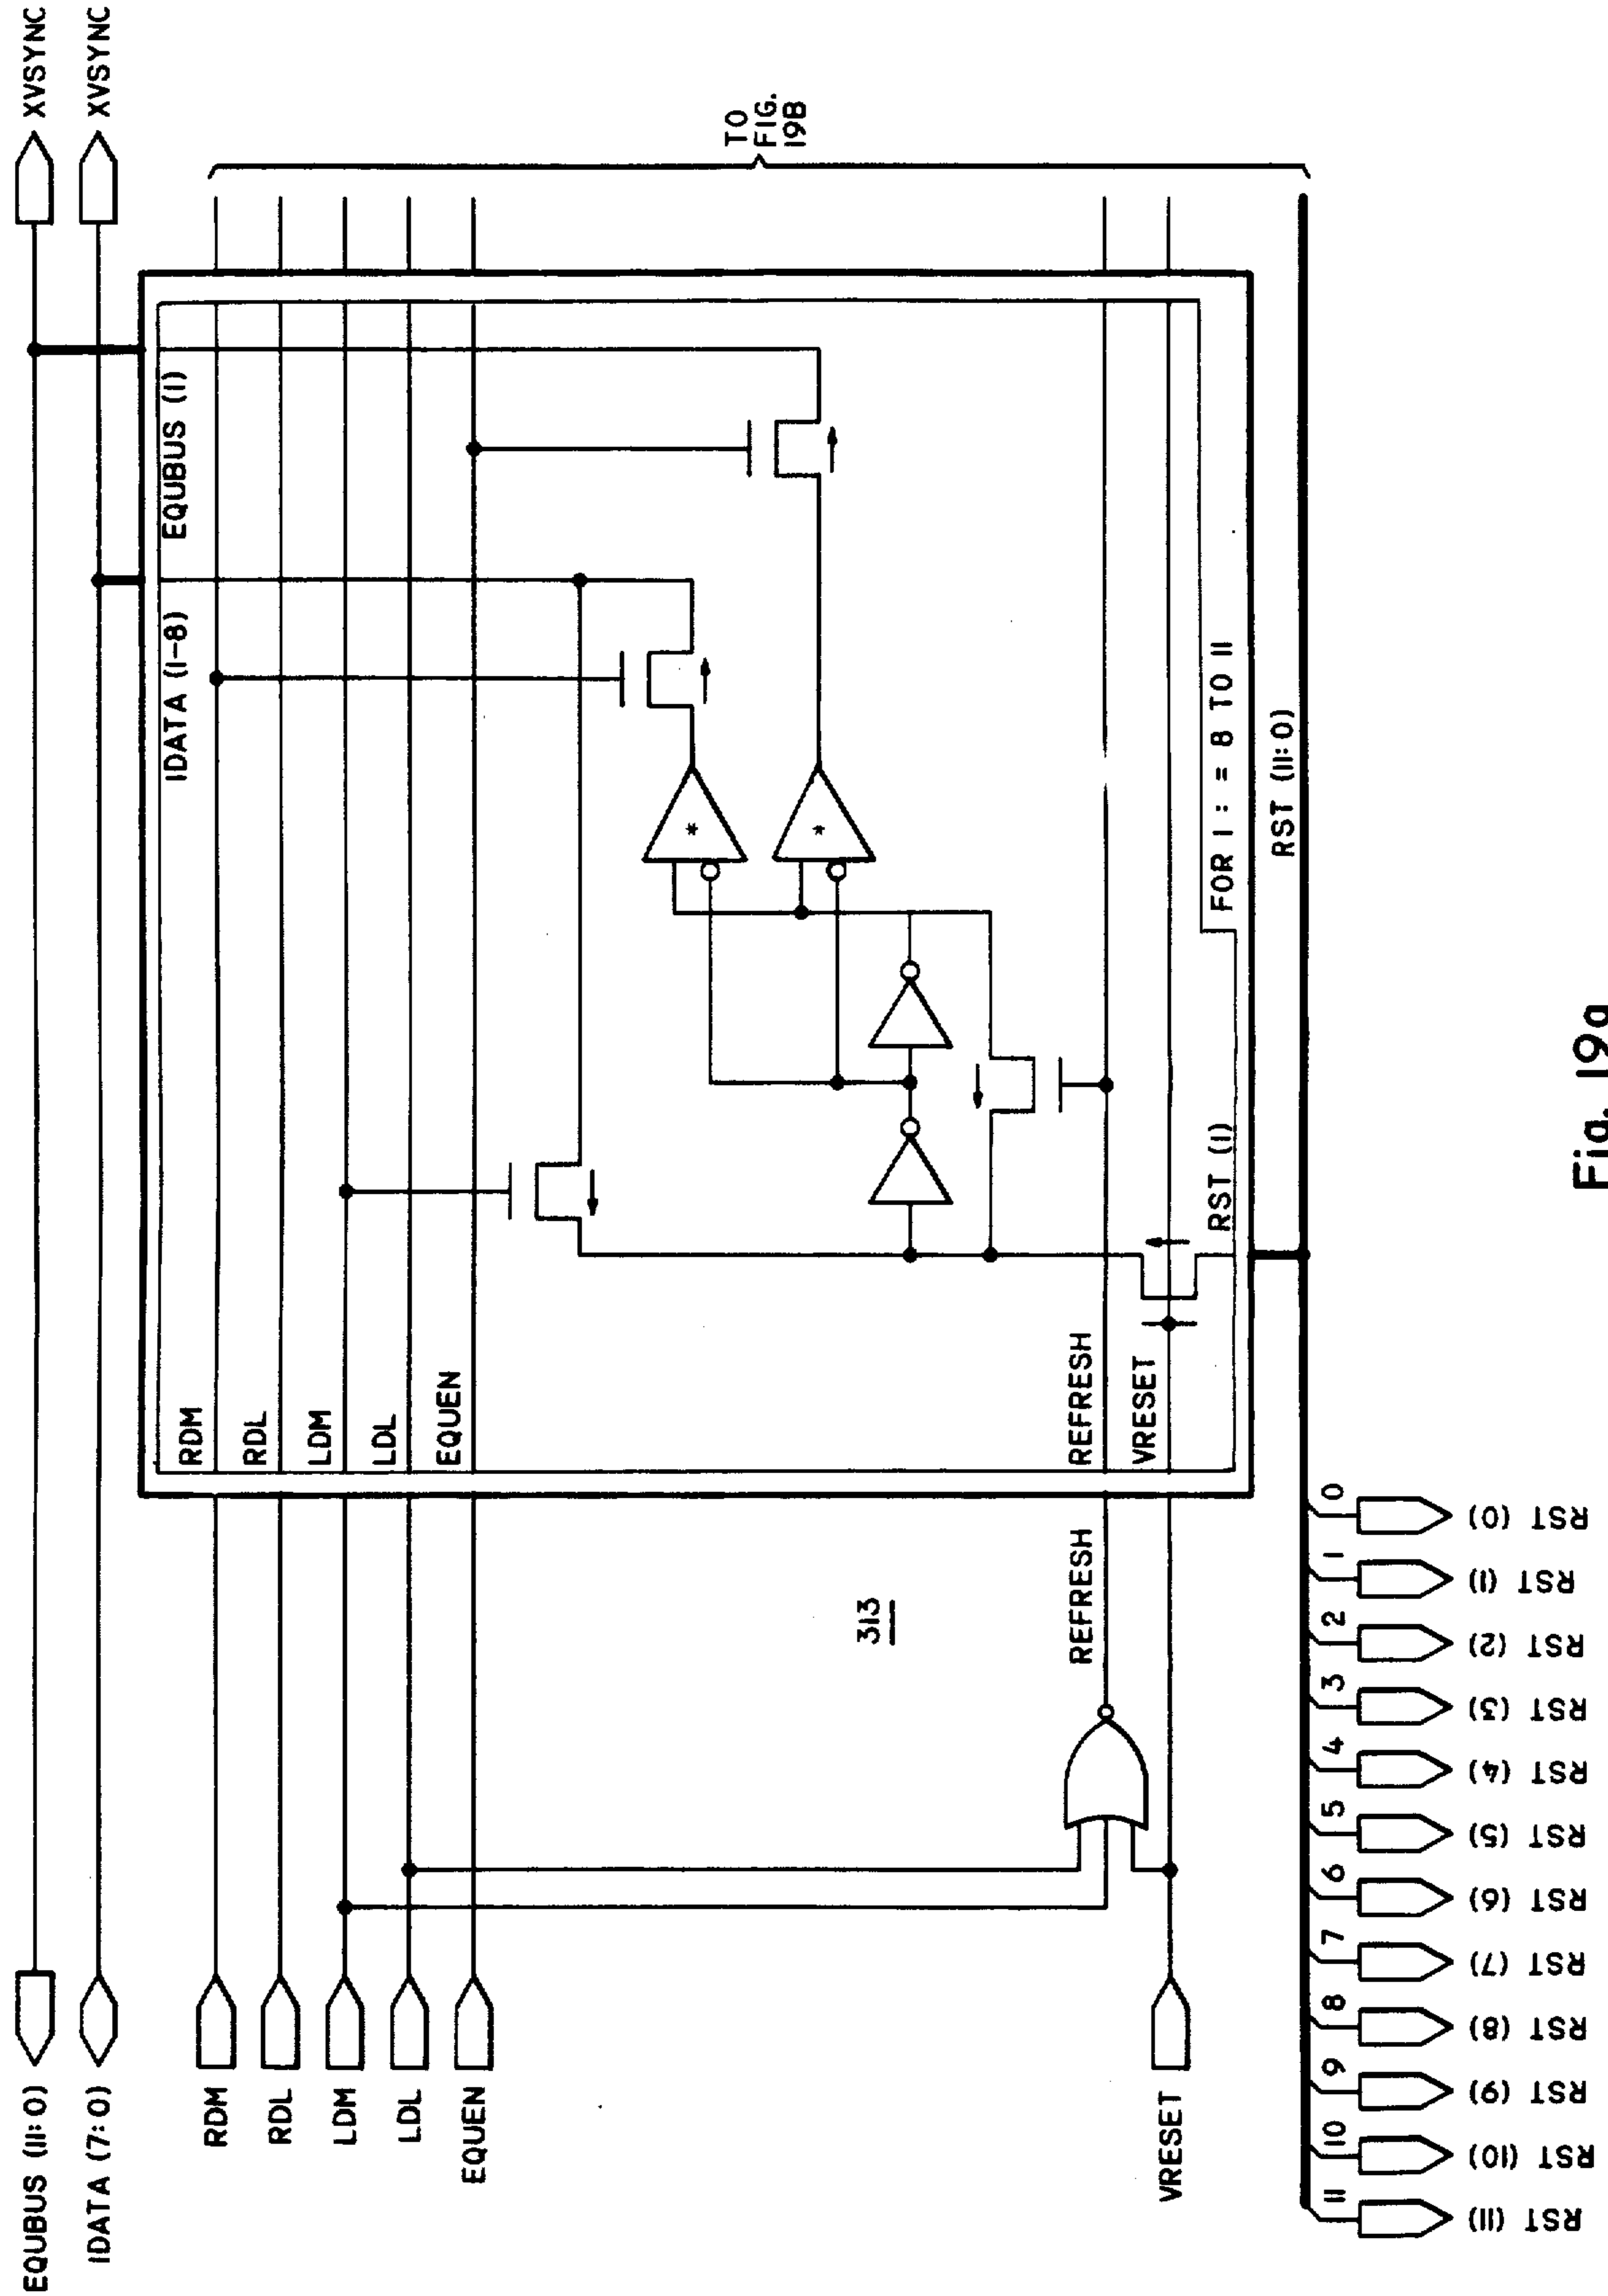 EQUBUS (11:0)
XVSYNC
IDATA (7:0)
XVSYNC
IDATA (I-8)
EQUBUS (I)
RDM
RDM
RDL
RDL
LDM
LDM
LDL
LDL
EQUEN
EQUEN
TO
FIG.
19B
*
*
313
REFRESH
REFRESH
VRESET
VRESET
RST (I)
FOR I : = 8 TO 11
RST (11:0)
11
10
9
8
7
6
5
4
3
2
1
0
RST (11)
RST (10)
RST (9)
RST (8)
RST (7)
RST (6)
RST (5)
RST (4)
RST (3)
RST (2)
RST (1)
RST (0)
Fig. 19a